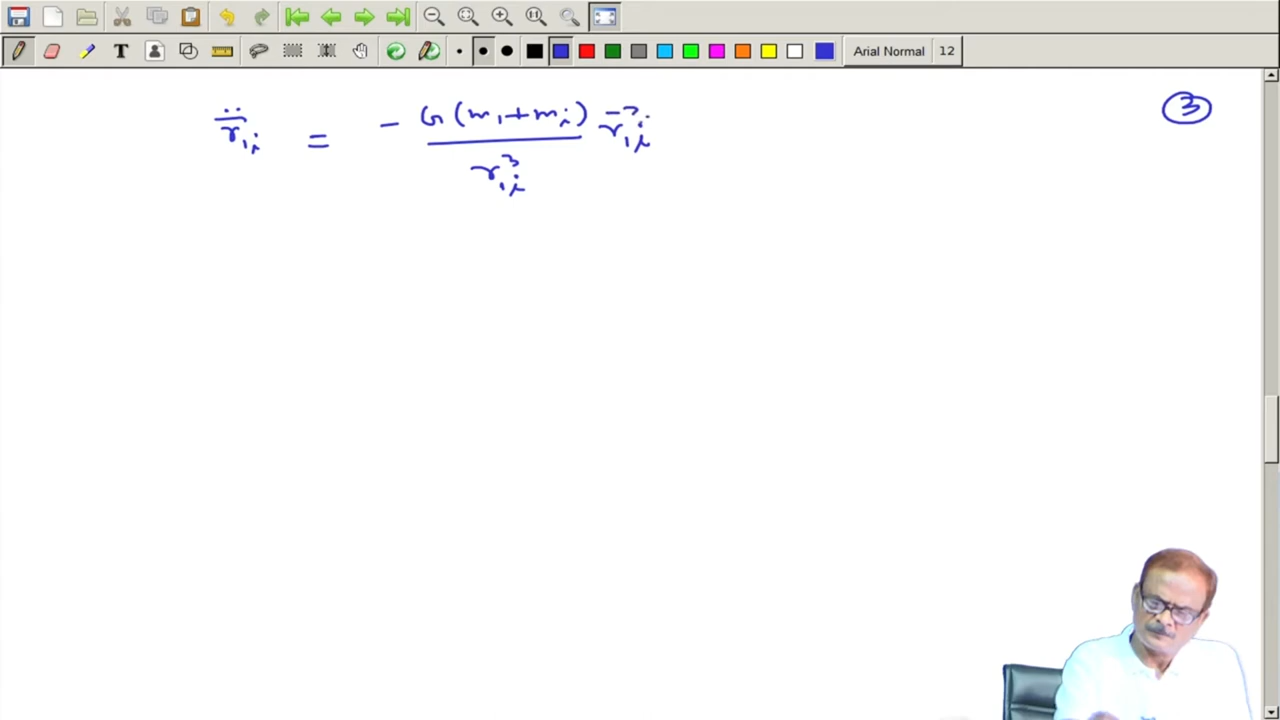 Arial Normal 12
r̈₁ᵢ = - G(m₁+mᵢ) / r³₁ᵢ r⃗₁ᵢ
3